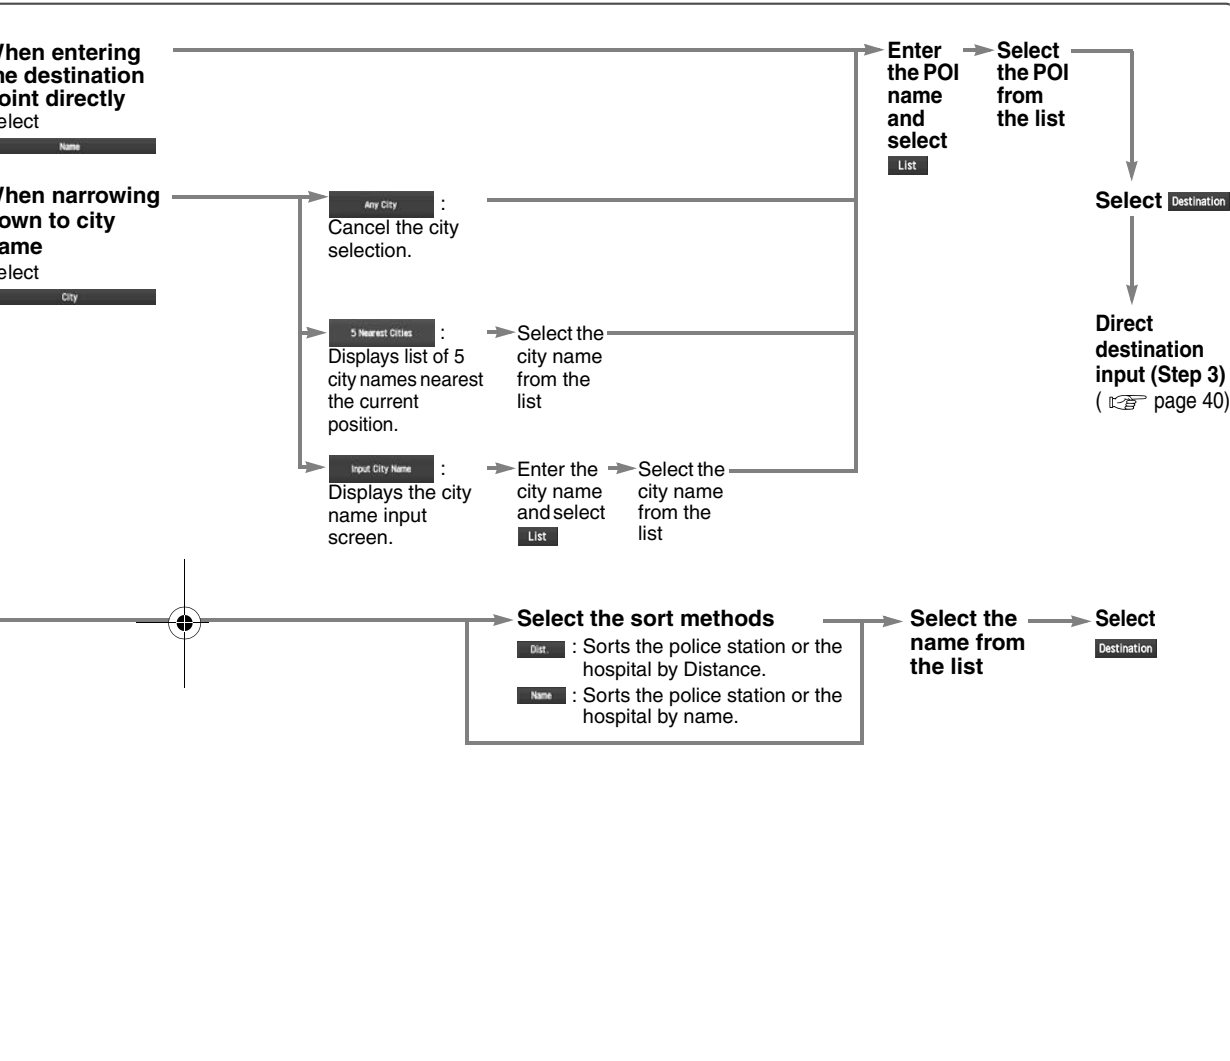 hen entering
e destination
oint directly
elect
Name
hen narrowing
own to city
ame
elect
City
Any City :
Cancel the city
selection.
5 Nearest Cities :
Displays list of 5
city names nearest
the current
position.
Select the
city name
from the
list
Input City Name :
Displays the city
name input
screen.
Enter the
city name
and select
List
Select the
city name
from the
list
Enter
the POI
name
and
select
List
Select
the POI
from
the list
Select Destination
Direct
destination
input (Step 3)
( page 40)
Select the sort methods
Dist. : Sorts the police station or the
hospital by Distance.
Name : Sorts the police station or the
hospital by name.
Select the
name from
the list
Select
Destination